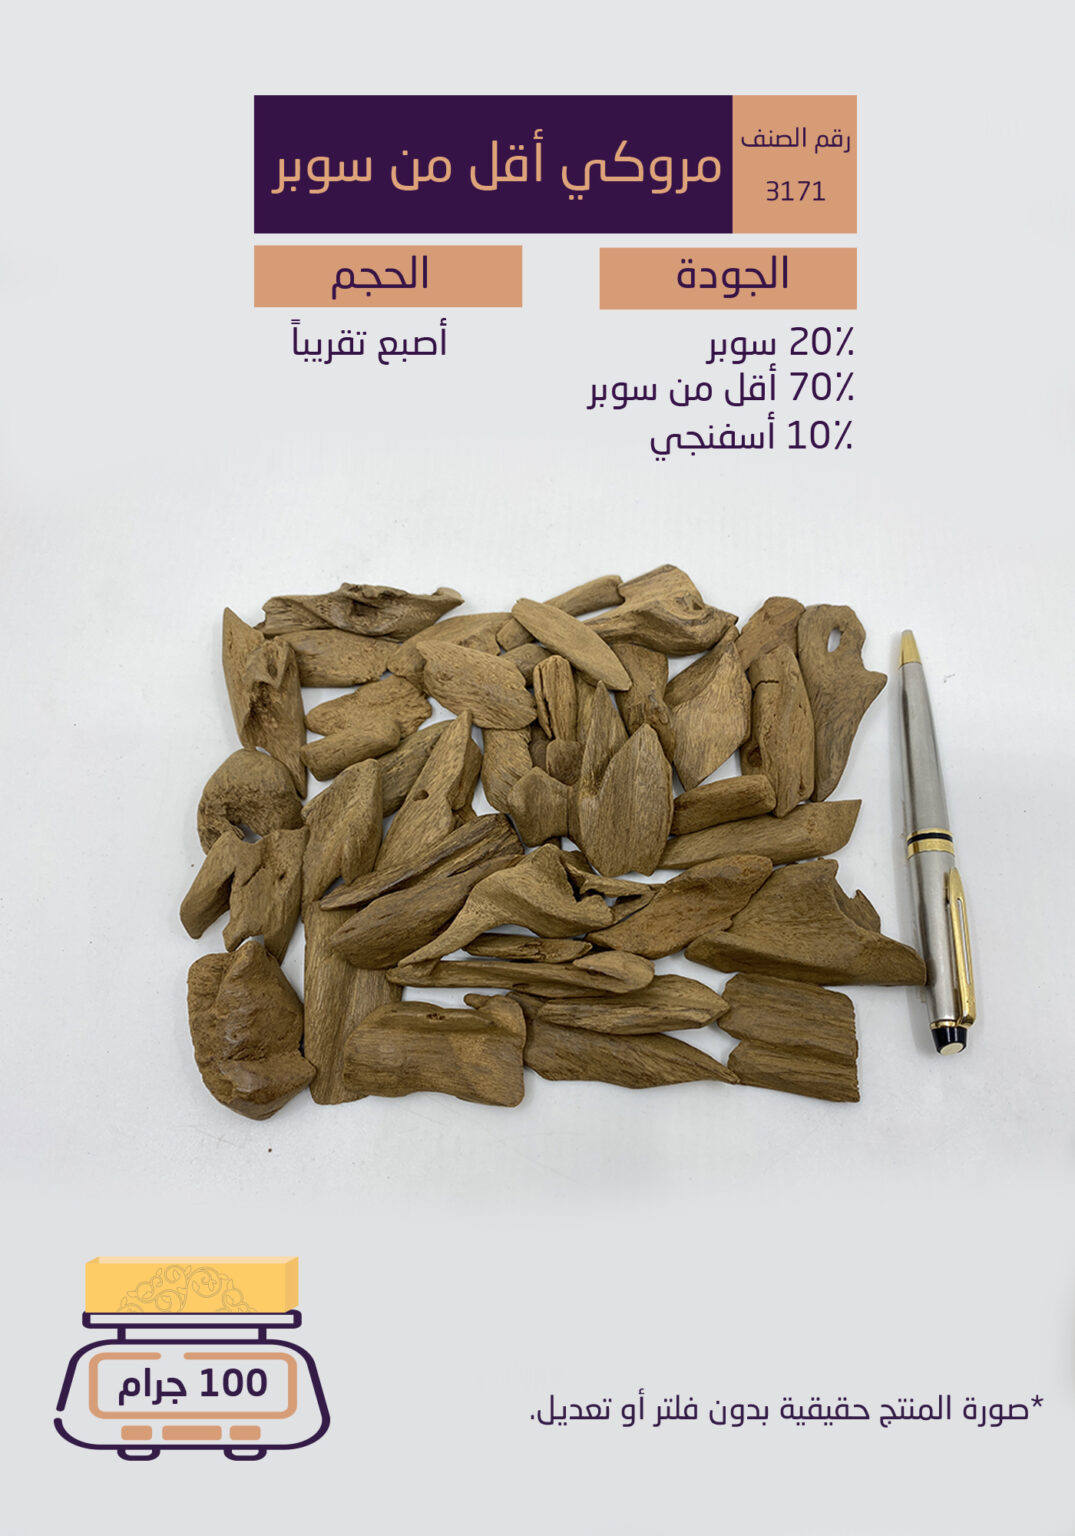 رقم الصنف
3171
مروكي أقل من سوبر
الجودة
20٪ سوبر
70٪ أقل من سوبر
10٪ أسفنجي
الحجم
أصبع تقريباً
100 جرام
*صورة المنتج حقيقية بدون فلتر أو تعديل.